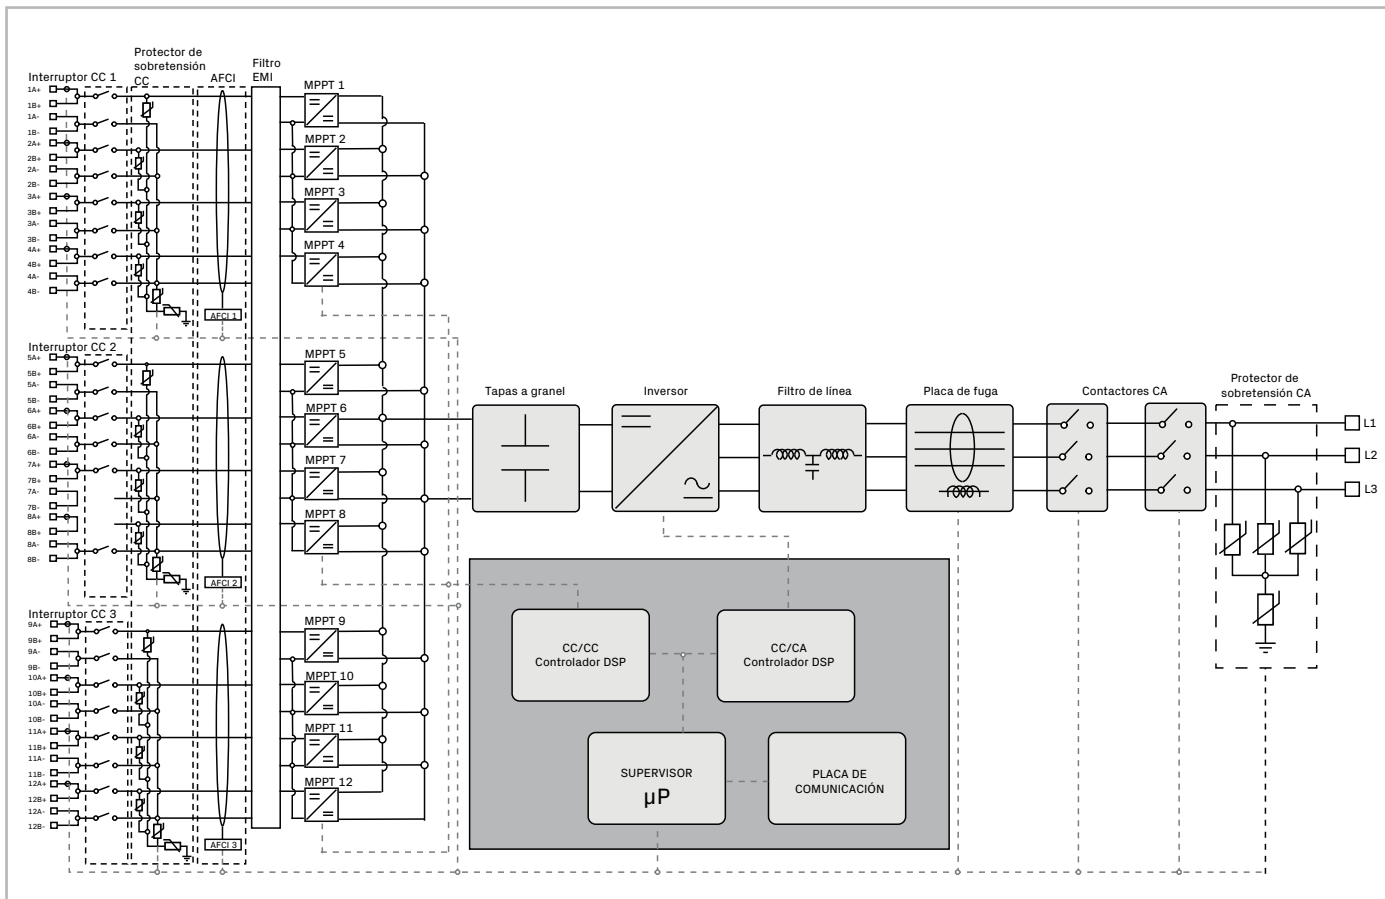 Protector de
sobretensión
CC
Interruptor CC 1
AFCI
Filtro
EMI
1A+
1B+
1A-
1B-
2A+
2B+
2A-
2B-
3A+
3B+
3A-
3B-
4A+
4B+
4A-
4B-
AFCI 1
MPPT 1
MPPT 2
MPPT 3
MPPT 4
Interruptor CC 2
5A+
5B+
5A-
5B-
6A+
6B+
6A-
6B-
7A+
7B+
7A-
7B-
8A+
8B+
8A-
8B-
AFCI 2
MPPT 5
MPPT 6
MPPT 7
MPPT 8
Interruptor CC 3
9A+
9B+
9A-
9B-
10A+
10B+
10A-
10B-
11A+
11B+
11A-
11B-
12A+
12B+
12A-
12B-
AFCI 3
MPPT 9
MPPT 10
MPPT 11
MPPT 12
Tapas a granel
Inversor
Filtro de línea
Placa de fuga
Contactores CA
Protector de
sobretensión CA
L1
L2
L3
CC/CC
Controlador DSP
CC/CA
Controlador DSP
SUPERVISOR
µP
PLACA DE
COMUNICACIÓN